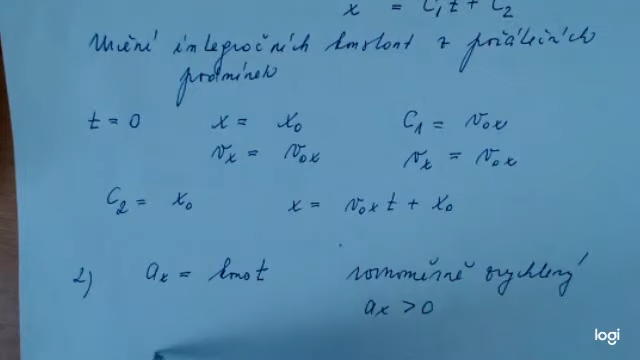 x = C₁t + C₂
Určení integračních konstant z počátečních
podmínek
t = 0 x = x₀ C₁ = v₀ₓ
vₓ = v₀ₓ vₓ = v₀ₓ
C₂ = x₀ x = v₀ₓ t + x₀
2) aₓ = konst rovnoměrně zrychlený
aₓ > 0
logi